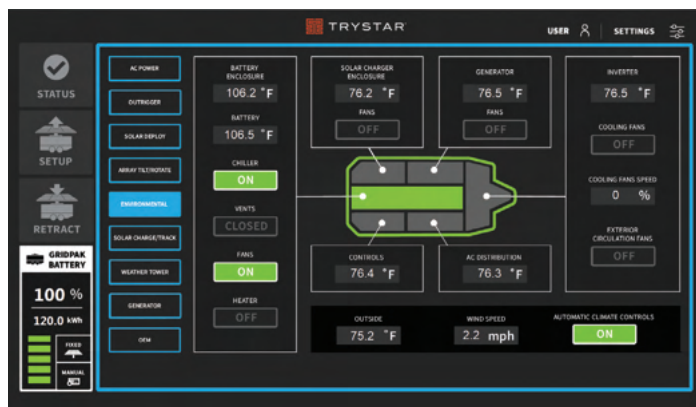 TRYSTAR
USER
SETTINGS
STATUS
SETUP
RETRACT
GRIDPAK
BATTERY
100 %
120.0 kWh
FIXED
MANUAL
AC POWER
OUTRIGGER
SOLAR DEPLOY
ARRAY TILT/ROTATE
ENVIRONMENTAL
SOLAR CHARGE/TRACK
WEATHER TOWER
GENERATOR
OEM
BATTERY
ENCLOSURE
106.2 °F
BATTERY
106.5 °F
CHILLER
ON
VENTS
CLOSED
FANS
ON
HEATER
OFF
SOLAR CHARGER
ENCLOSURE
76.2 °F
FANS
OFF
GENERATOR
76.5 °F
FANS
OFF
INVERTER
76.5 °F
COOLING FANS
OFF
COOLING FANS SPEED
0 %
EXTERIOR
CIRCULATION FANS
OFF
CONTROLS
76.4 °F
AC DISTRIBUTION
76.3 °F
OUTSIDE
75.2 °F
WIND SPEED
2.2 mph
AUTOMATIC CLIMATE CONTROLS
ON